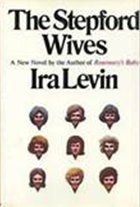 The Stepford
Wives
A New Novel by the Author of Rosemary's Baby
Ira Levin